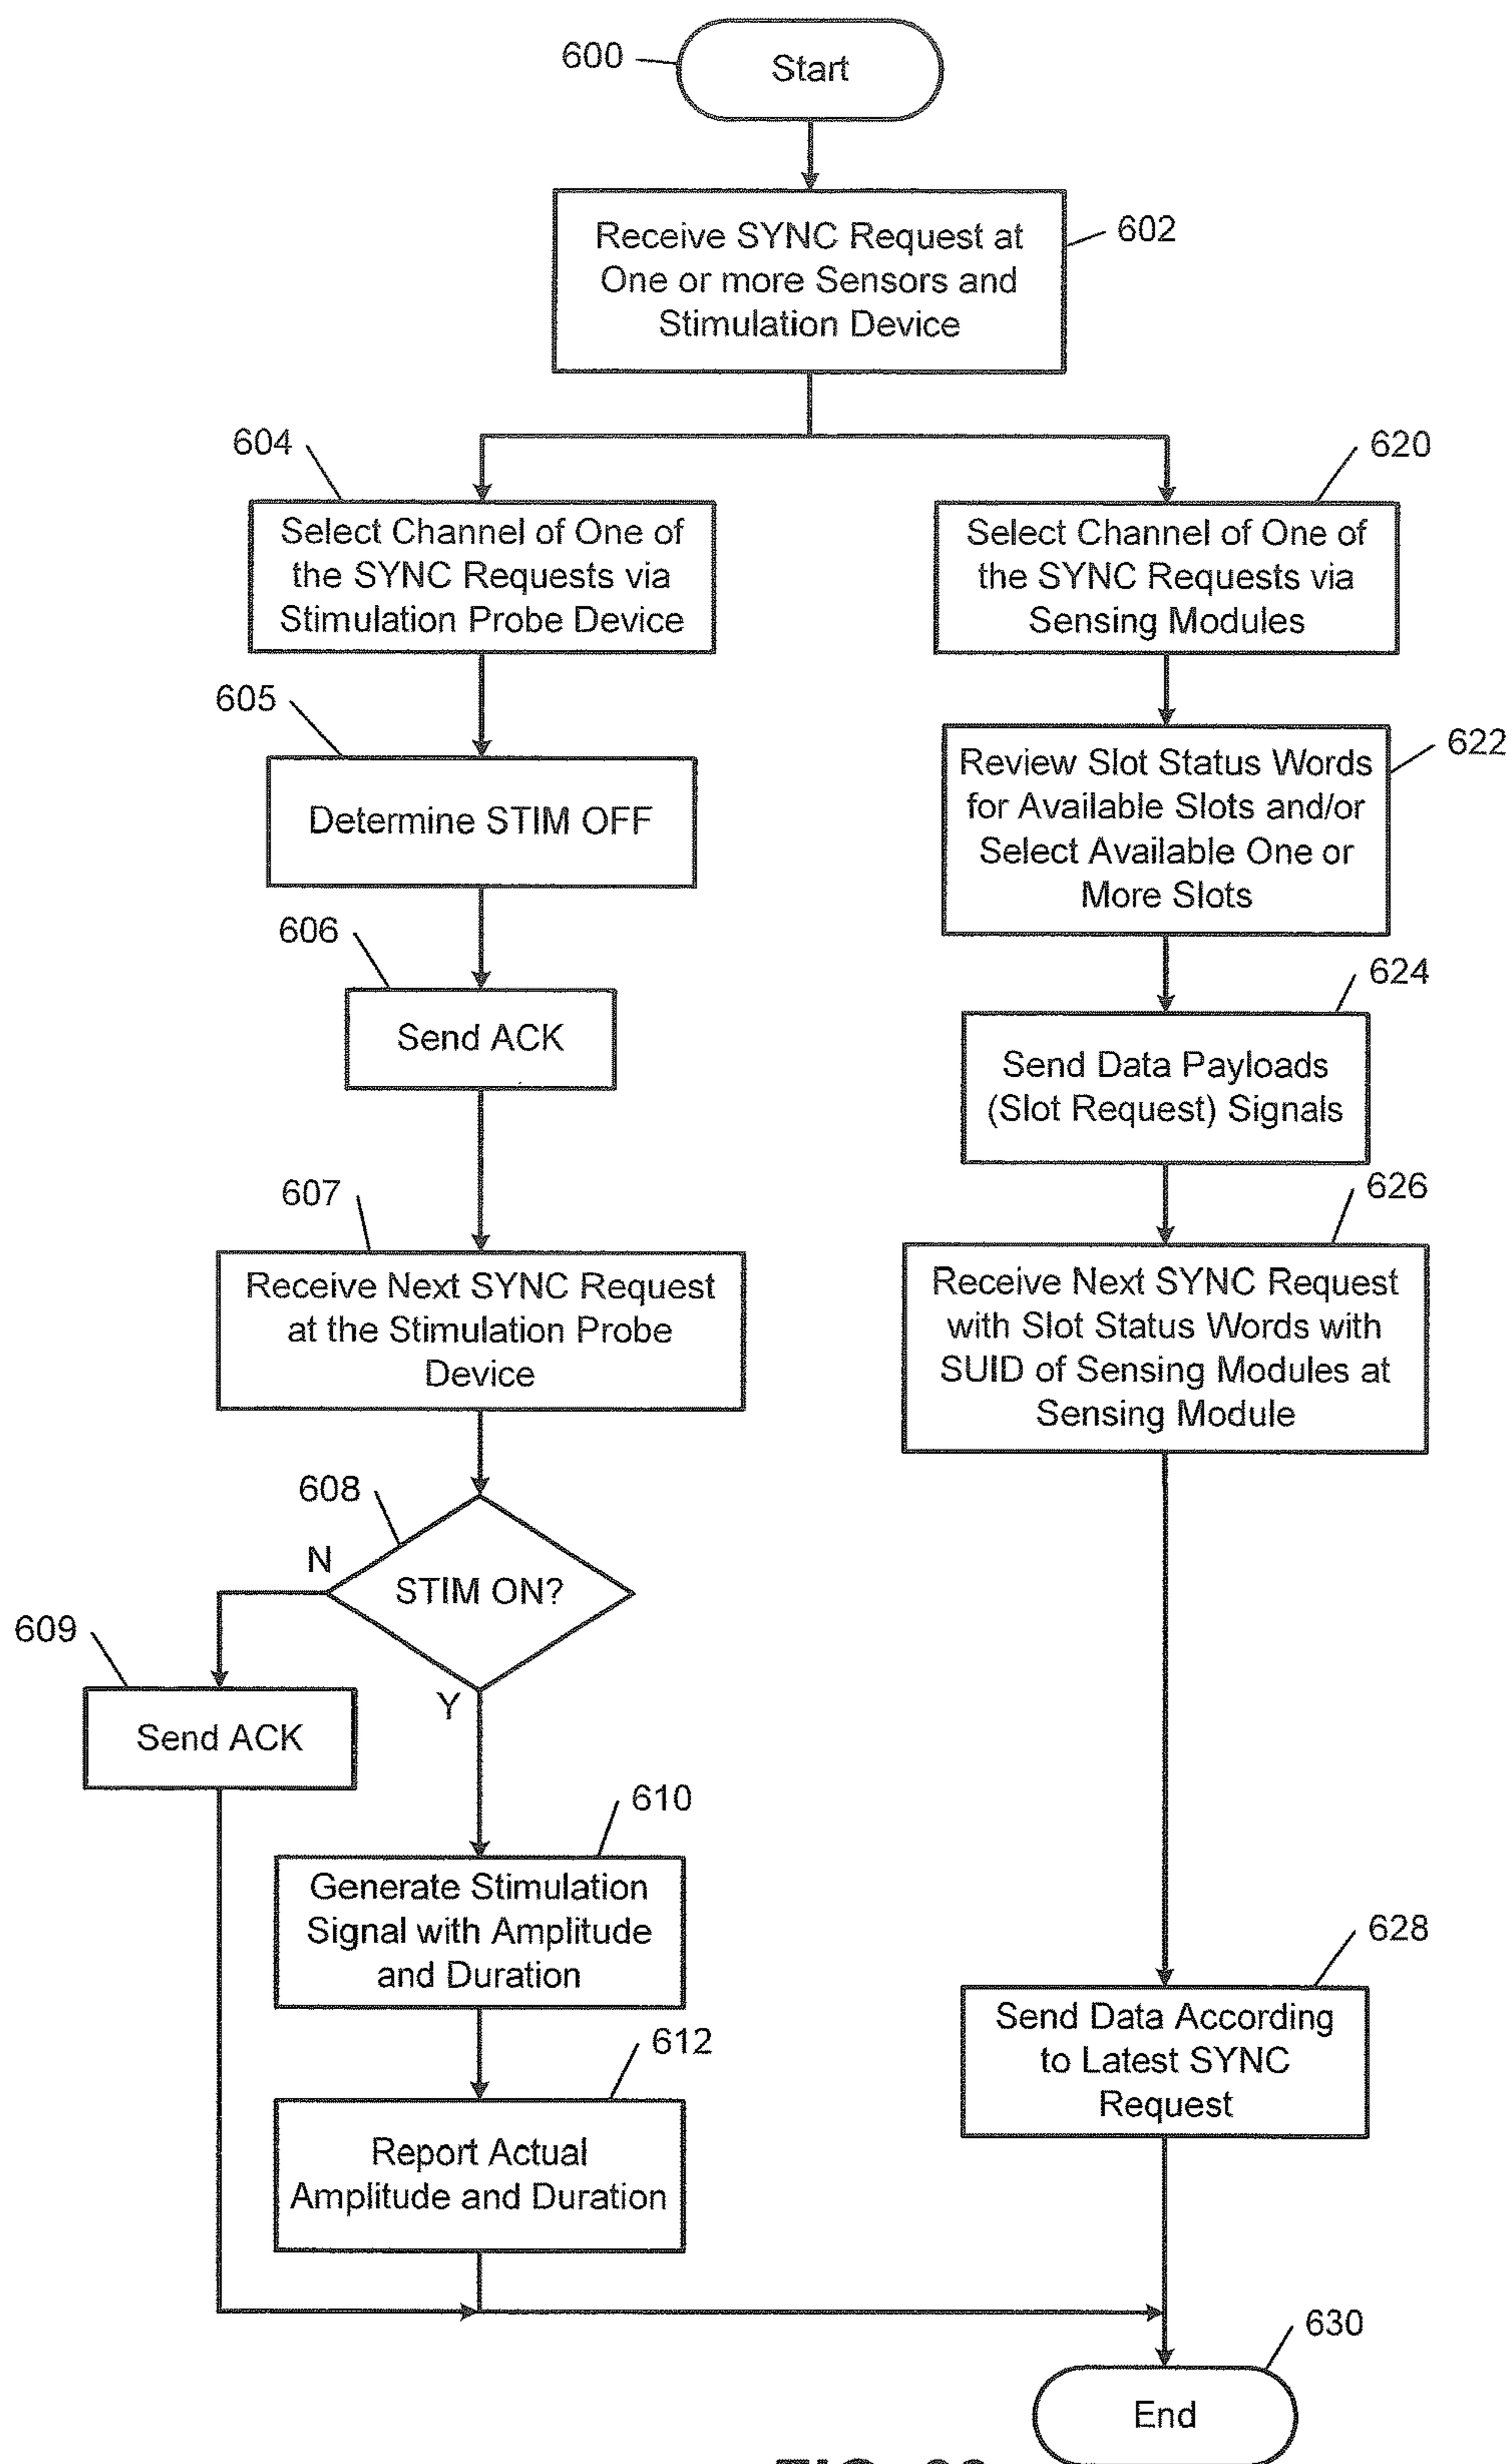 600
Start
Receive SYNC Request at
One or more Sensors and
Stimulation Device
602
604
Select Channel of One of
the SYNC Requests via
Stimulation Probe Device
605
Determine STIM OFF
606
Send ACK
607
Receive Next SYNC Request
at the Stimulation Probe
Device
608
STIM ON?
N
Y
609
Send ACK
610
Generate Stimulation
Signal with Amplitude
and Duration
612
Report Actual
Amplitude and Duration
620
Select Channel of One of
the SYNC Requests via
Sensing Modules
622
Review Slot Status Words
for Available Slots and/or
Select Available One or
More Slots
624
Send Data Payloads
(Slot Request) Signals
626
Receive Next SYNC Request
with Slot Status Words with
SUID of Sensing Modules at
Sensing Module
628
Send Data According
to Latest SYNC
Request
630
End